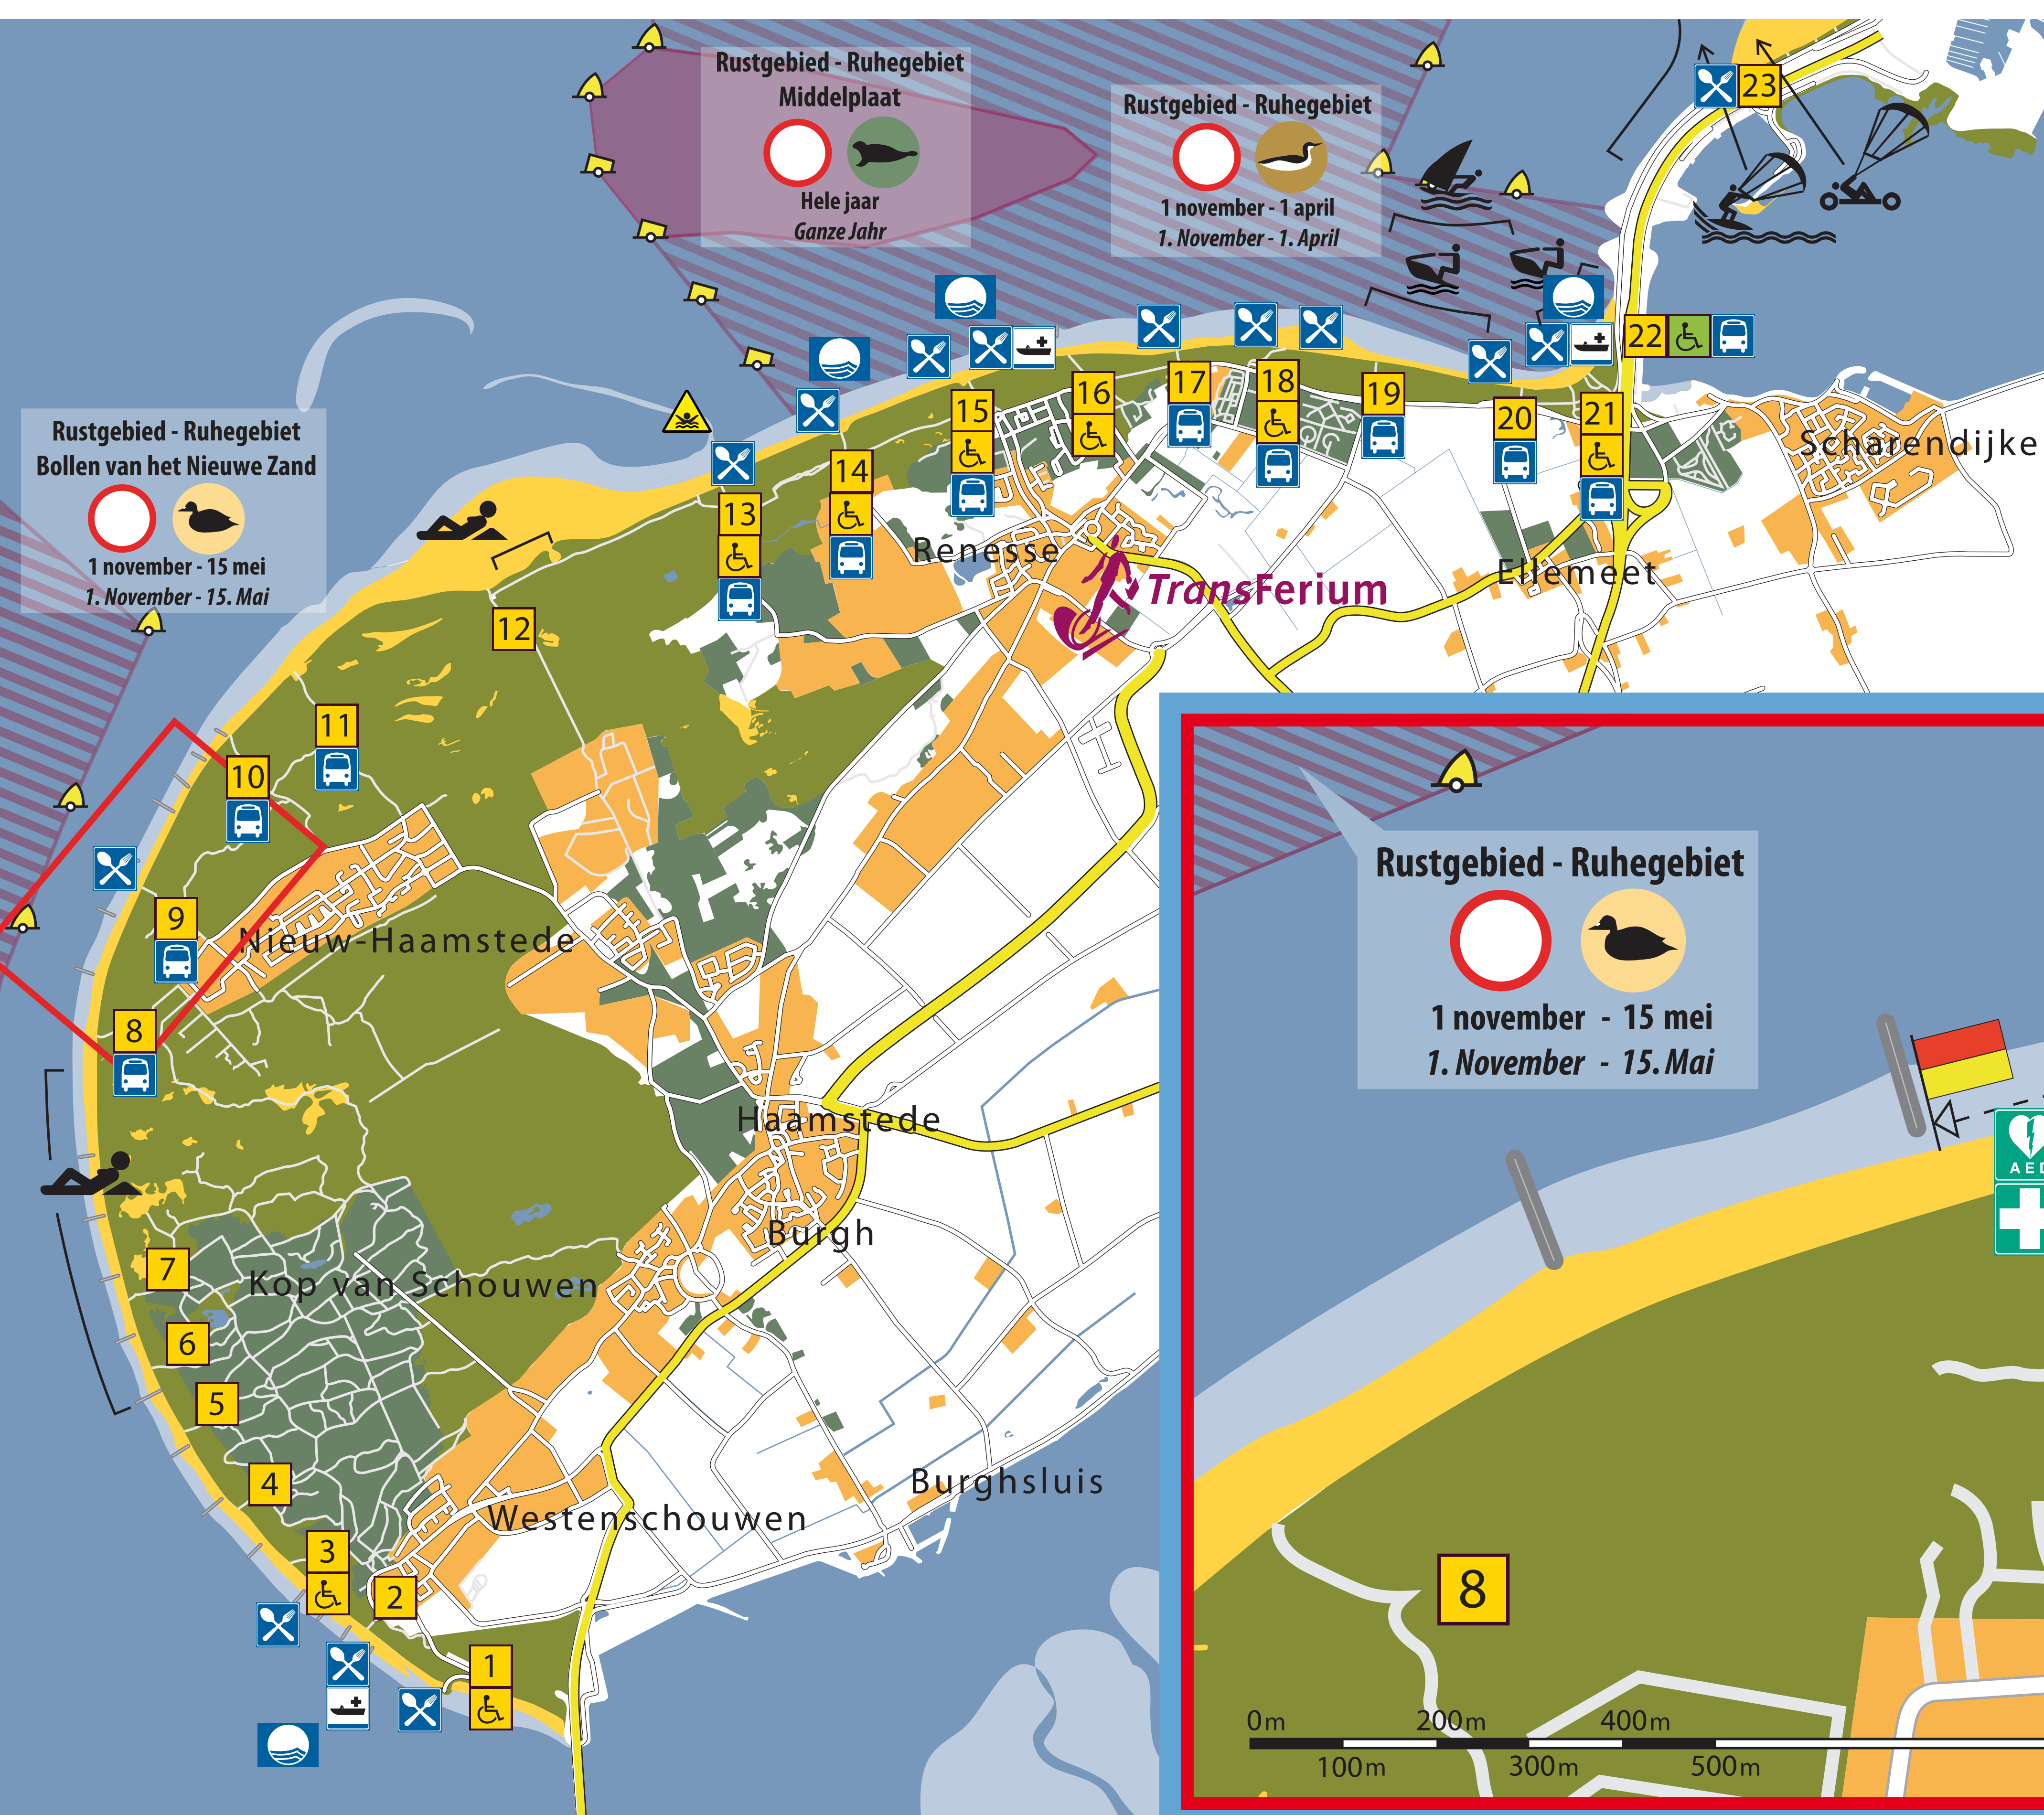 Rustgebied - Ruhegebiet
Middelplaat
Hele jaar
Ganze Jahr
Rustgebied - Ruhegebiet
1 november - 1 april
1. November - 1. April
23
22
Rustgebied - Ruhegebiet
Bollen van het Nieuwe Zand
1 november - 15 mei
1. November - 15. Mai
15
16
17
18
19
20
21
14
13
12
11
10
9
8
7
6
5
4
3
2
1
Scharendijke
Renesse
TransFerium
Ellemeet
Nieuw-Haamstede
Haamstede
Burgh
Kop van Schouwen
Burghsluis
Westenschouwen
Rustgebied - Ruhegebiet
1 november - 15 mei
1. November - 15. Mai
AED
8
0m 200m 400m
100m 300m 500m